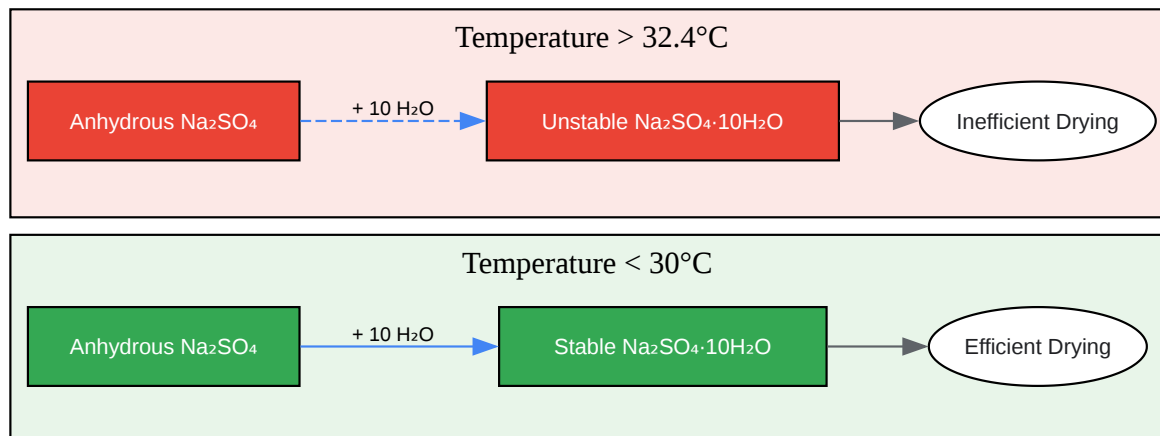 Temperature > 32.4°C
Anhydrous Na₂SO₄
+ 10 H₂O
Unstable Na₂SO₄·10H₂O
Inefficient Drying
Temperature < 30°C
Anhydrous Na₂SO₄
+ 10 H₂O
Stable Na₂SO₄·10H₂O
Efficient Drying